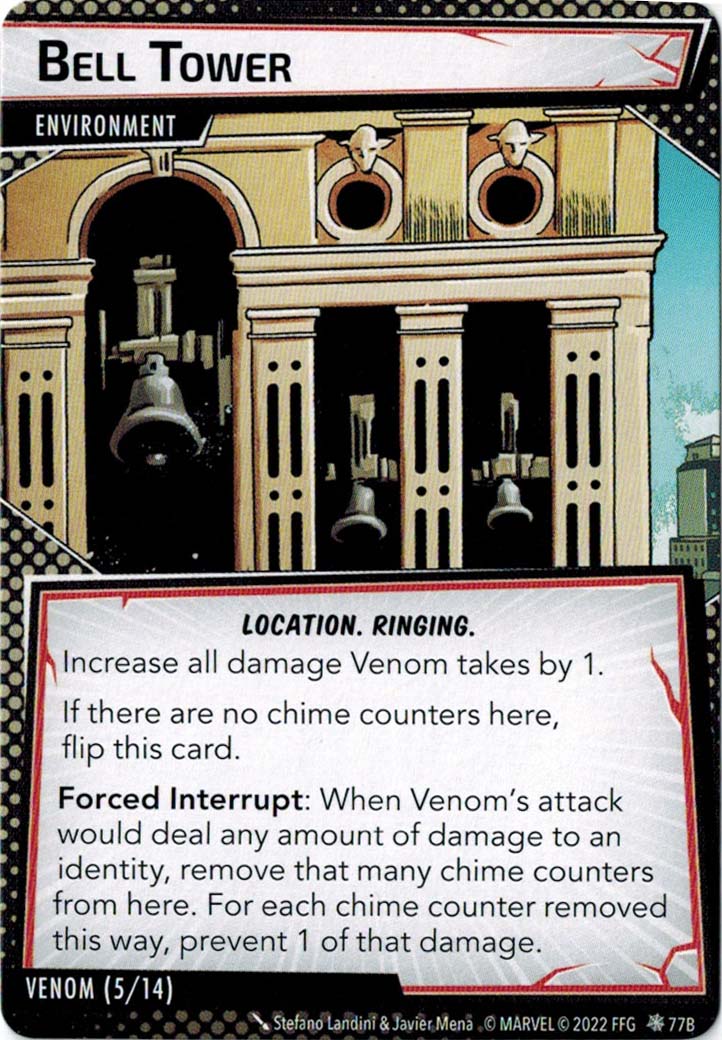 Bell Tower
ENVIRONMENT
LOCATION. RINGING.
Increase all damage Venom takes by 1.
If there are no chime counters here,
flip this card.
Forced Interrupt: When Venom's attack
would deal any amount of damage to an
identity, remove that many chime counters
from here. For each chime counter removed
this way, prevent 1 of that damage.
VENOM (5/14)
Stefano Landini & Javier Mena © MARVEL © 2022 FFG 77B